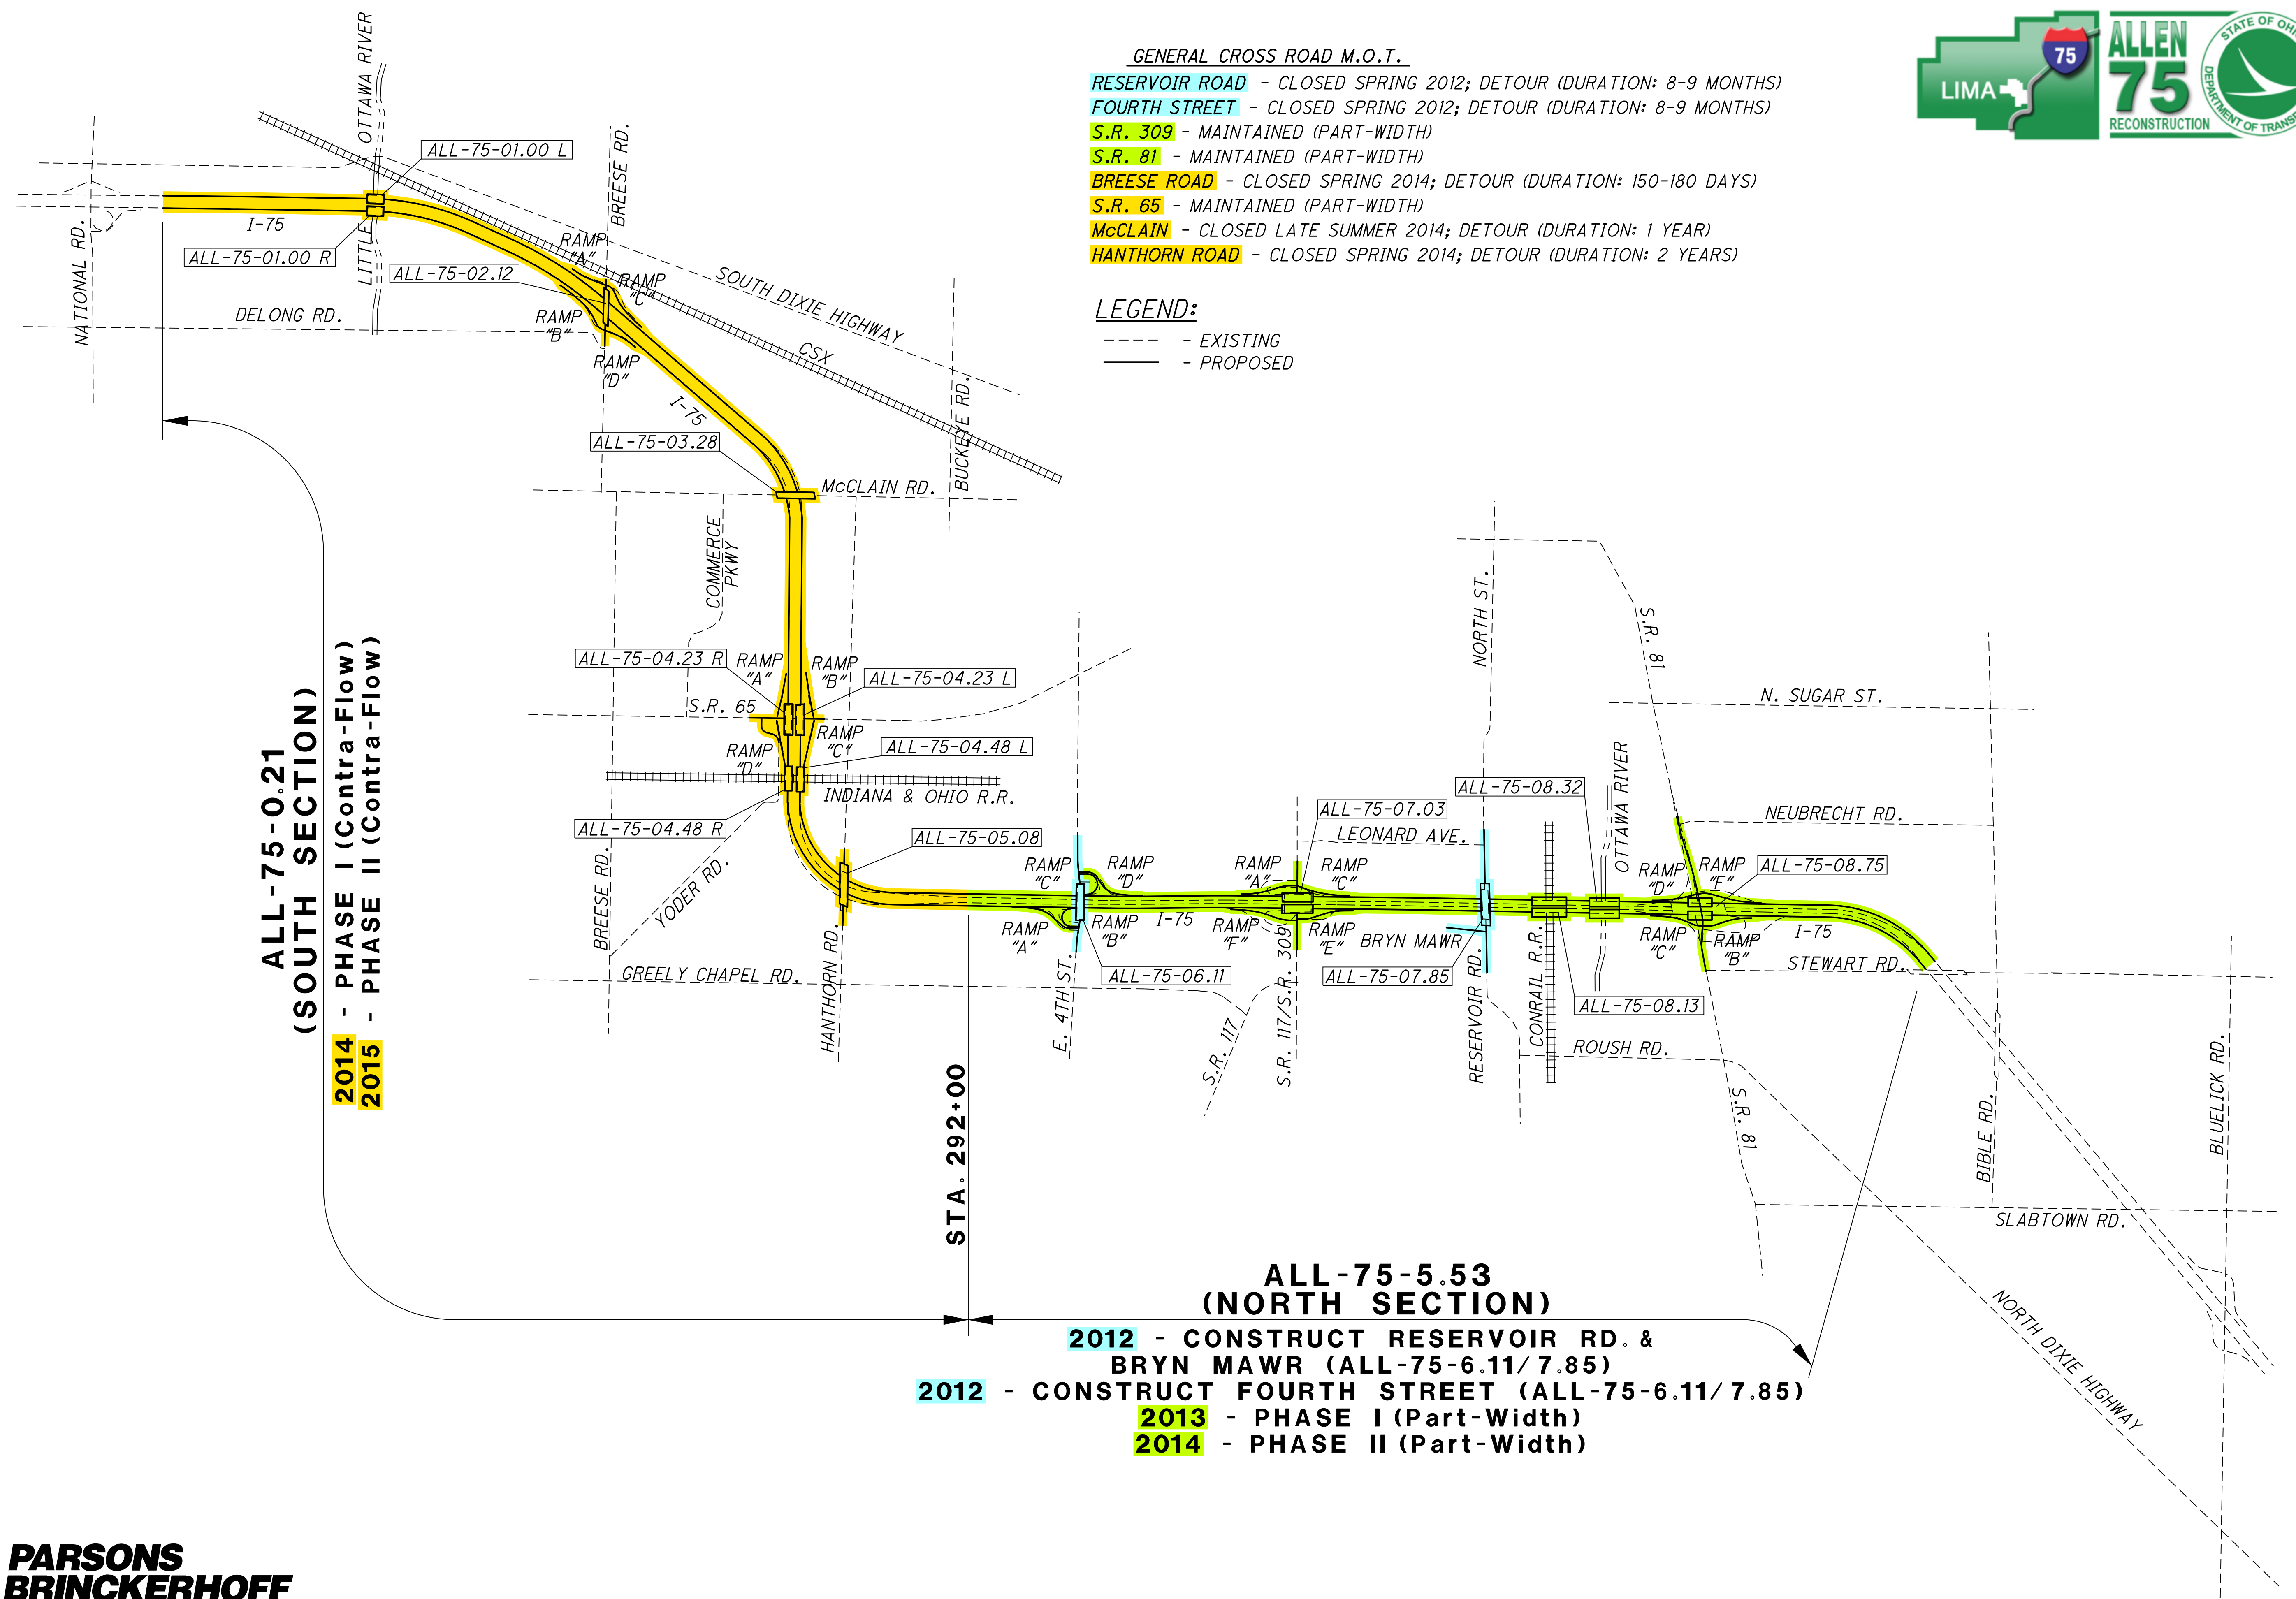 GENERAL CROSS ROAD M.O.T.
RESERVOIR ROAD - CLOSED SPRING 2012; DETOUR (DURATION: 8-9 MONTHS)
FOURTH STREET - CLOSED SPRING 2012; DETOUR (DURATION: 8-9 MONTHS)
S.R. 309 - MAINTAINED (PART-WIDTH)
S.R. 81 - MAINTAINED (PART-WIDTH)
BREESE ROAD - CLOSED SPRING 2014; DETOUR (DURATION: 150-180 DAYS)
S.R. 65 - MAINTAINED (PART-WIDTH)
McCLAIN - CLOSED LATE SUMMER 2014; DETOUR (DURATION: 1 YEAR)
HANTHORN ROAD - CLOSED SPRING 2014; DETOUR (DURATION: 2 YEARS)
LEGEND:
- EXISTING
- PROPOSED
LIMA
75
ALLEN
75
RECONSTRUCTION
STATE OF
DEPARTMENT OF
NATIONAL RD.
LITTLE OTTAWA RIVER
ALL-75-01.00 L
I-75
ALL-75-01.00 R
ALL-75-02.12
DELONG RD.
BREESE RD.
RAMP
"A"
RAMP
"C"
RAMP
"B"
RAMP
"D"
SOUTH DIXIE HIGHWAY
CSX
I-75
BUCKEYE RD.
ALL-75-03.28
McCLAIN RD.
COMMERCE
PKWY
ALL-75-04.23 R
RAMP
"A"
RAMP
"B"
ALL-75-04.23 L
S.R. 65
RAMP
"D"
RAMP
"C"
ALL-75-04.48 L
INDIANA & OHIO R.R.
ALL-75-04.48 R
ALL-75-05.08
BREESE RD.
YODER RD.
GREELY CHAPEL RD.
HANTHORN RD.
RAMP
"C"
RAMP
"D"
RAMP
"A"
RAMP
"B"
E. 4TH ST.
ALL-75-06.11
I-75
RAMP
"A"
RAMP
"C"
RAMP
"F"
RAMP
"E"
ALL-75-07.03
LEONARD AVE.
S.R. 117
S.R. 117/S.R. 309
BRYN MAWR
ALL-75-07.85
NORTH ST.
RESERVOIR RD.
CONRAIL R.R.
ALL-75-08.32
OTTAWA RIVER
ALL-75-08.13
S.R. 81
N. SUGAR ST.
NEUBRECHT RD.
RAMP
"D"
RAMP
"F"
ALL-75-08.75
RAMP
"C"
RAMP
"B"
I-75
STEWART RD.
ROUSH RD.
S.R. 81
BIBLE RD.
BLUELICK RD.
SLABTOWN RD.
NORTH DIXIE HIGHWAY
ALL-75-0.21
(SOUTH SECTION)
2014 - PHASE I (Contra-Flow)
2015 - PHASE II (Contra-Flow)
STA. 292+00
ALL-75-5.53
(NORTH SECTION)
2012 - CONSTRUCT RESERVOIR RD. &
BRYN MAWR (ALL-75-6.11/7.85)
2012 - CONSTRUCT FOURTH STREET (ALL-75-6.11/7.85)
2013 - PHASE I (Part-Width)
2014 - PHASE II (Part-Width)
PARSONS
BRINCKERHOFF